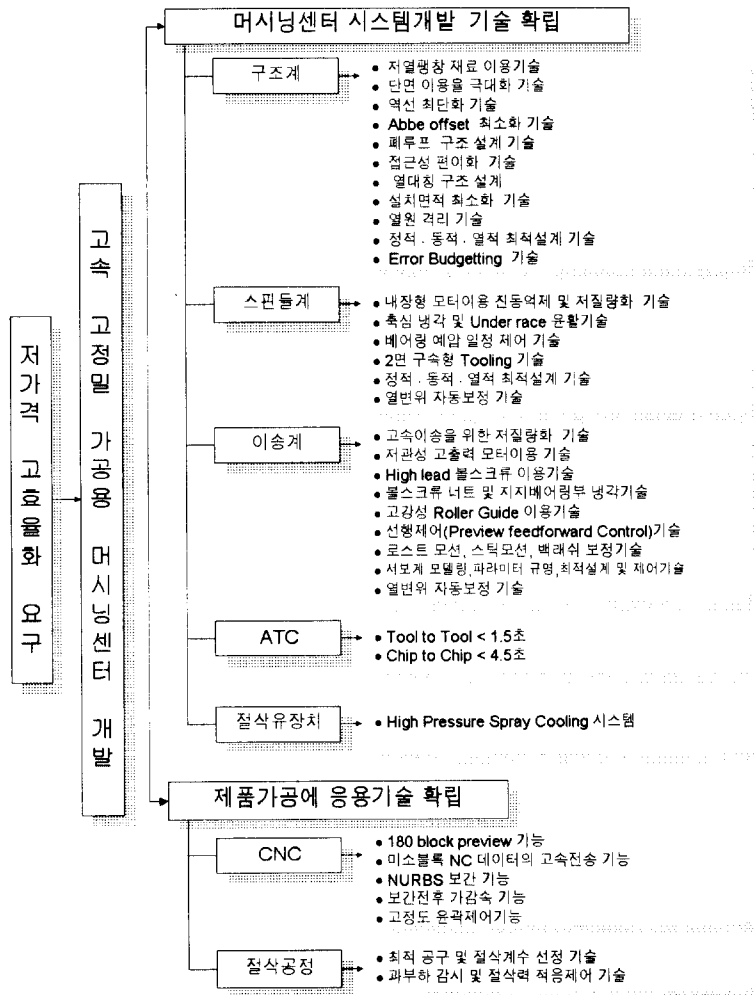 저가격 고효율화 요구
고속 고정밀 가공용 머시닝센터 개발
머시닝센터 시스템개발 기술 확립
구조계
• 저열팽창 재료 이용기술
• 단면 이용율 극대화 기술
• 역선 최단화 기술
• Abbe offset 최소화 기술
• 폐루프 구조 설계 기술
• 접근성 편이화 기술
• 열대칭 구조 설계
• 설치면적 최소화 기술
• 열원 격리 기술
• 정적 . 동적 . 열적 최적설계 기술
• Error Budgetting 기술
스핀들계
• 내장형 모터이용 진동억제 및 저질량화 기술
• 축심 냉각 및 Under race 윤활기술
• 베어링 예압 일정 제어 기술
• 2면 구속형 Tooling 기술
• 정적 . 동적 . 열적 최적설계 기술
• 열변위 자동보정 기술
이송계
• 고속이송을 위한 저질량화 기술
• 저관성 고출력 모터이용 기술
• High lead 볼스크류 이용기술
• 볼스크류 너트 및 지지베어링부 냉각기술
• 고강성 Roller Guide 이용기술
• 선행제어(Preview feedforward Control)기술
• 로스트 모션, 스틱모션, 백래쉬 보정기술
• 서보계 모델링,파라미터 규명,최적설계 및 제어기술
• 열변위 자동보정 기술
ATC
• Tool to Tool < 1.5초
• Chip to Chip < 4.5초
절삭유장치
• High Pressure Spray Cooling 시스템
제품가공에 응용기술 확립
CNC
• 180 block preview 기능
• 미소블록 NC 데이터의 고속전송 기능
• NURBS 보간 기능
• 보간전후 가감속 기능
• 고정도 윤곽제어기능
절삭공정
• 최적 공구 및 절삭계수 선정 기술
• 과부하 감시 및 절삭력 적응제어 기술